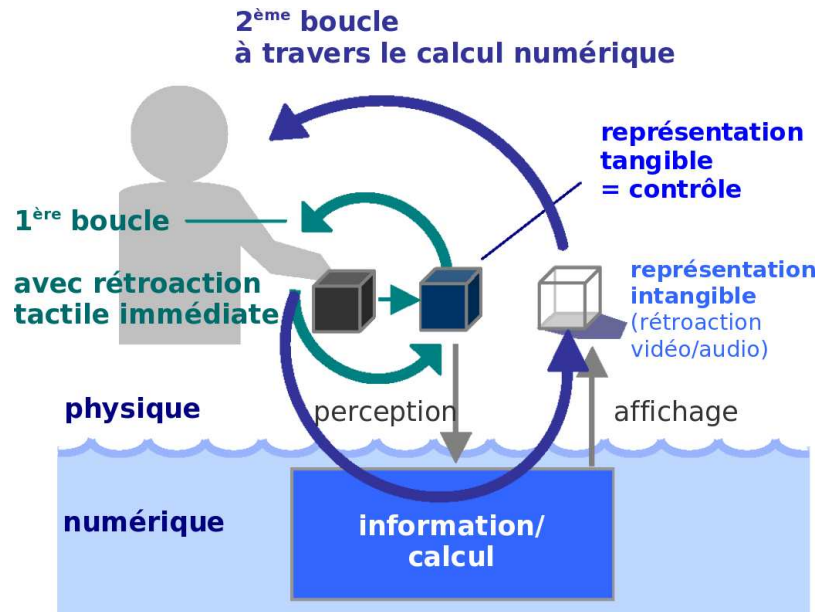 2ème boucle
à travers le calcul numérique
représentation
tangible
= contrôle
1ère boucle
avec rétroaction
tactile immédiate
représentation
intangible
(rétroaction
vidéo/audio)
physique
perception
affichage
numérique
information/
calcul